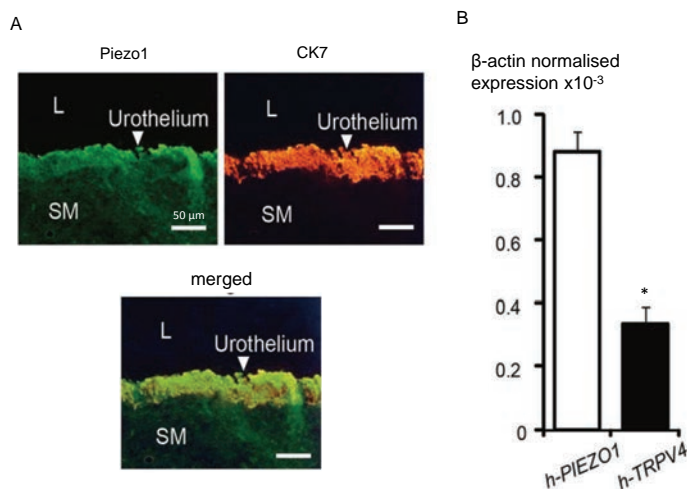 A
Piezo1
CK7
L
Urothelium
SM
50 µm
L
Urothelium
SM
merged
L
Urothelium
SM
B
β-actin normalised
expression x10-3
1.0
0.8
0.6
0.4
0.2
0
*
h-PIEZO1
h-TRPV4